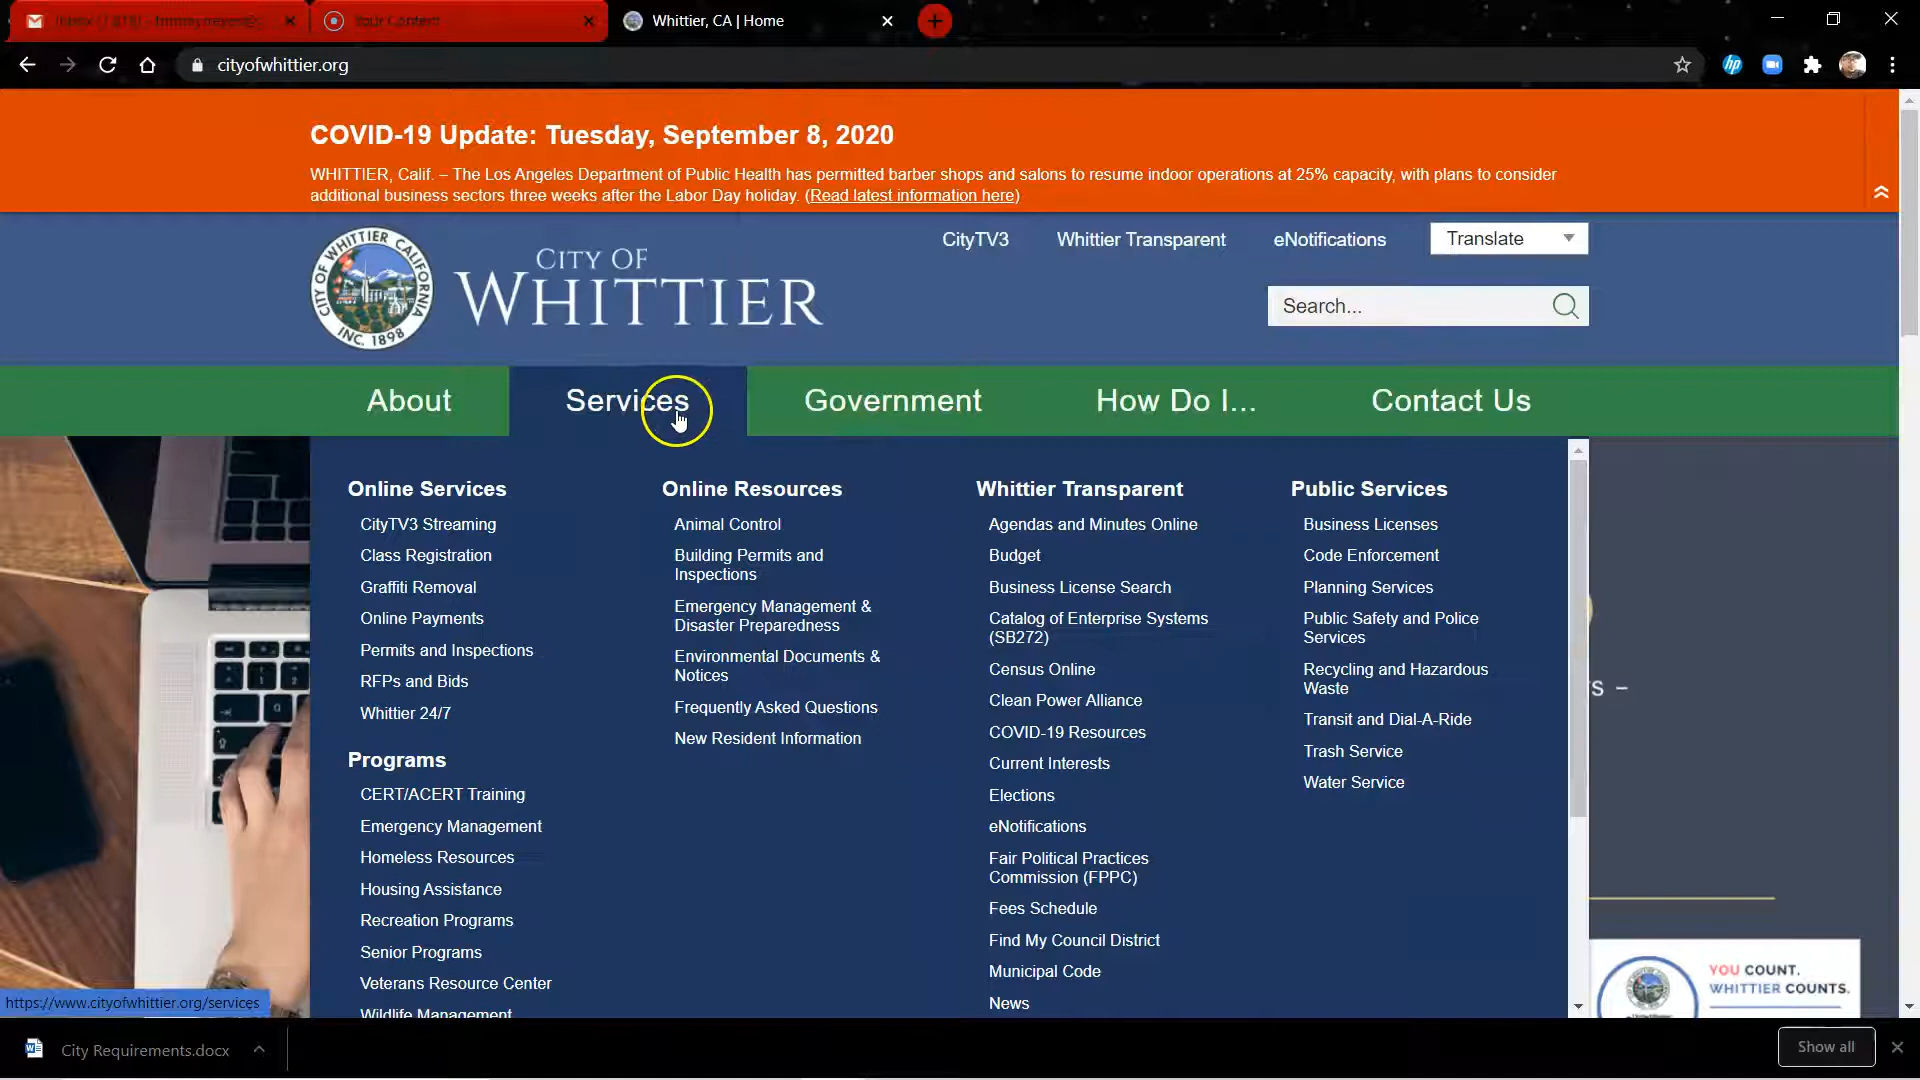 Your Content
Whittier, CA | Home
cityofwhittier.org
COVID-19 Update: Tuesday, September 8, 2020
WHITTIER, Calif. – The Los Angeles Department of Public Health has permitted barber shops and salons to resume indoor operations at 25% capacity, with plans to consider
additional business sectors three weeks after the Labor Day holiday. (Read latest information here)
CityTV3
Whittier Transparent
eNotifications
Translate
CITY OF WHITTIER CALIFORNIA
INC. 1898
CITY OF
WHITTIER
Search...
About
Services
Government
How Do I...
Contact Us
Online Services
CityTV3 Streaming
Class Registration
Graffiti Removal
Online Payments
Permits and Inspections
RFPs and Bids
Whittier 24/7
Programs
CERT/ACERT Training
Emergency Management
Homeless Resources
Housing Assistance
Recreation Programs
Senior Programs
Veterans Resource Center
Wildlife Management
Online Resources
Animal Control
Building Permits and
Inspections
Emergency Management &
Disaster Preparedness
Environmental Documents &
Notices
Frequently Asked Questions
New Resident Information
Whittier Transparent
Agendas and Minutes Online
Budget
Business License Search
Catalog of Enterprise Systems
(SB272)
Census Online
Clean Power Alliance
COVID-19 Resources
Current Interests
Elections
eNotifications
Fair Political Practices
Commission (FPPC)
Fees Schedule
Find My Council District
Municipal Code
News
Public Services
Business Licenses
Code Enforcement
Planning Services
Public Safety and Police
Services
Recycling and Hazardous
Waste
Transit and Dial-A-Ride
Trash Service
Water Service
YOU COUNT.
WHITTIER COUNTS.
https://www.cityofwhittier.org/services
City Requirements.docx
Show all